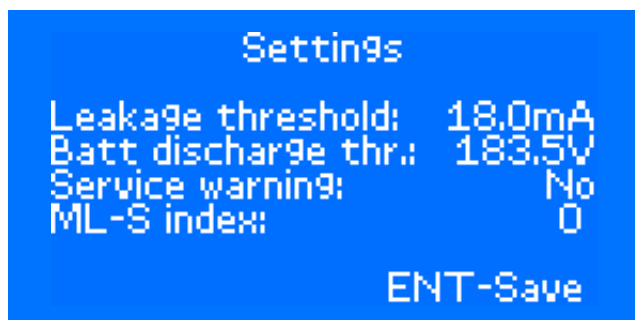 Settings
Leakage threshold: 18.0mA
Batt discharge thr.: 183.5V
Service warning: No
ML-S index: 0
ENT-Save